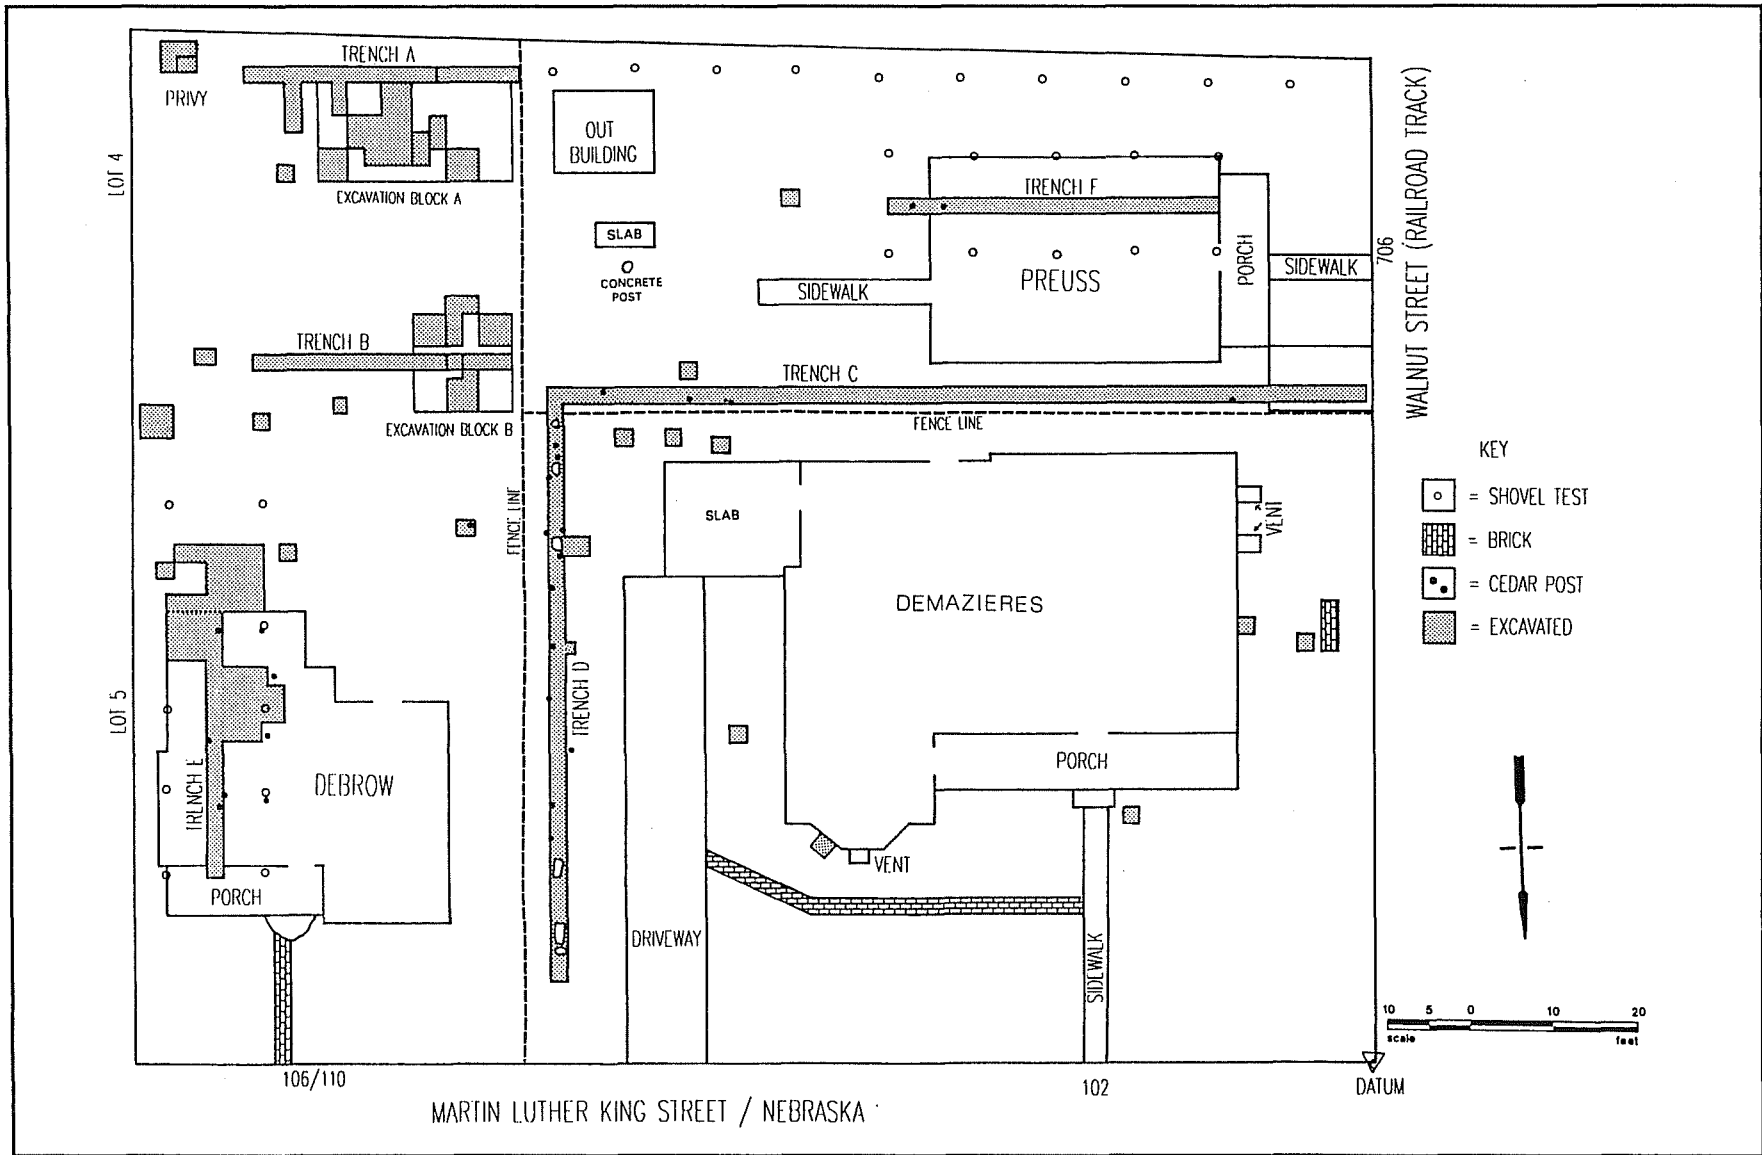 TRENCH A
PRIVY
OUT
BUILDING
LOT 4
EXCAVATION BLOCK A
TRENCH F
WALNUT STREET (RAILROAD TRACK)
706
SLAB
CONCRETE
POST
SIDEWALK
PREUSS
PORCH
SIDEWALK
TRENCH B
TRENCH C
EXCAVATION BLOCK B
FENCE LINE
FENCE LINE
KEY
= SHOVEL TEST
= BRICK
= CEDAR POST
= EXCAVATED
SLAB
VENT
DEMAZIERES
LOT 5
TRENCH D
TRENCH E
DEBROW
PORCH
PORCH
VENT
DRIVEWAY
SIDEWALK
10 5 0 10 20
scale feet
106/110
102
DATUM
MARTIN LUTHER KING STREET / NEBRASKA